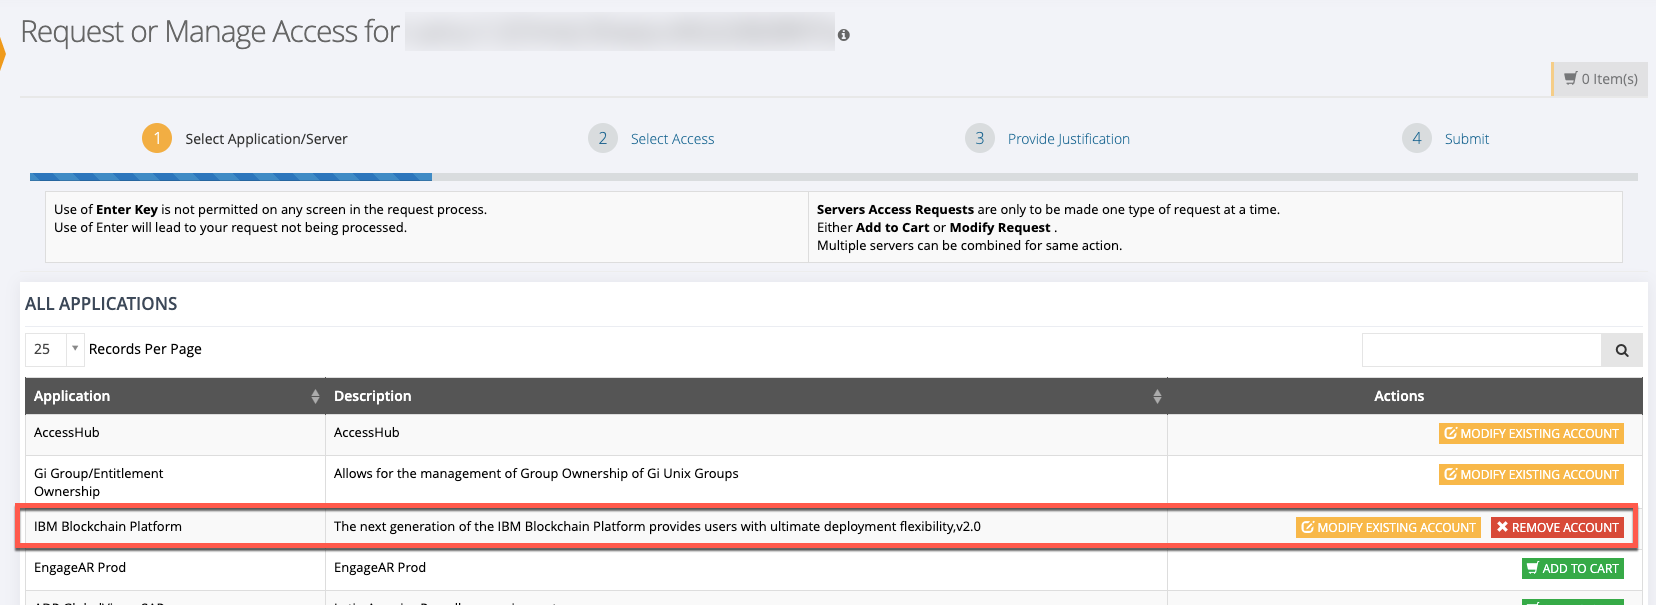 Request or Manage Access for
0 Item(s)
1 Select Application/Server
2 Select Access
3 Provide Justification
4 Submit
Use of Enter Key is not permitted on any screen in the request process.
Use of Enter will lead to your request not being processed.
Servers Access Requests are only to be made one type of request at a time.
Either Add to Cart or Modify Request .
Multiple servers can be combined for same action.
ALL APPLICATIONS
25 Records Per Page
Application Description Actions
AccessHub AccessHub MODIFY EXISTING ACCOUNT
Gi Group/Entitlement Allows for the management of Group Ownership of Gi Unix Groups MODIFY EXISTING ACCOUNT
Ownership
IBM Blockchain Platform The next generation of the IBM Blockchain Platform provides users with ultimate deployment flexibility,v2.0 MODIFY EXISTING ACCOUNT REMOVE ACCOUNT
EngageAR Prod EngageAR Prod ADD TO CART